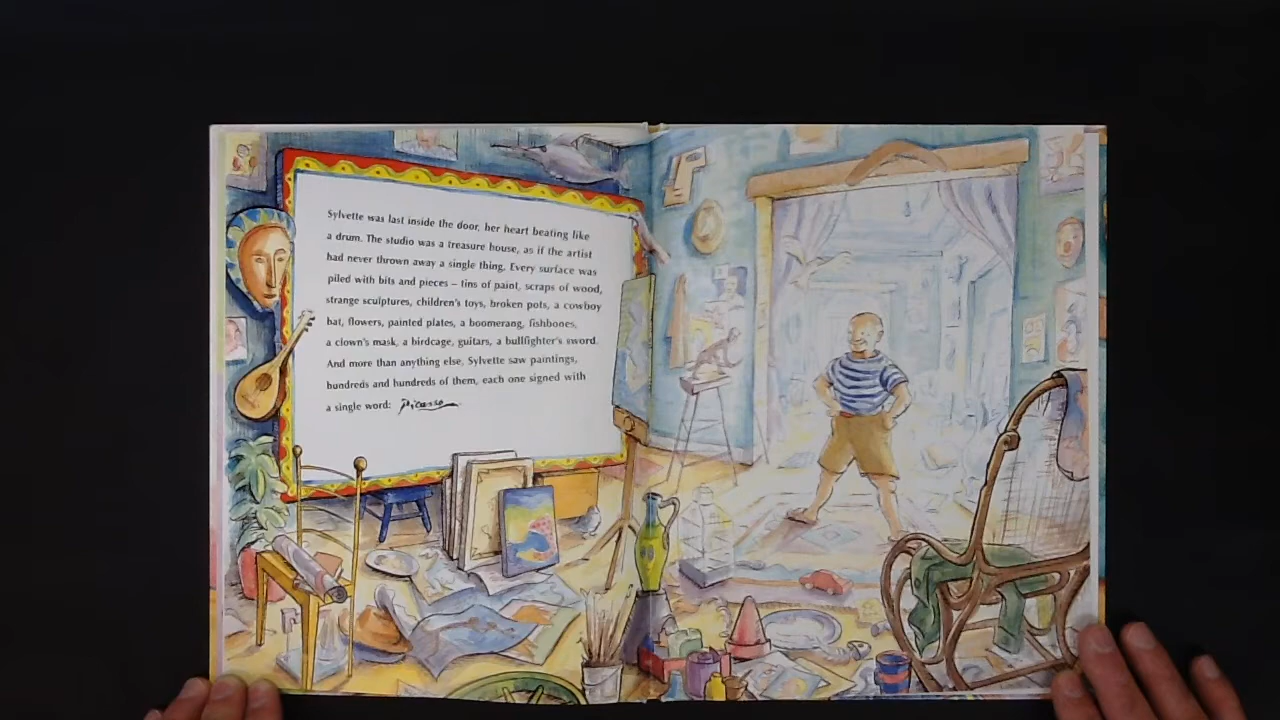 Sylvette was last inside the door, her heart beating like
a drum. The studio was a treasure house, as if the artist
had never thrown away a single thing. Every surface was
piled with bits and pieces – tins of paint, scraps of wood,
strange sculptures, children's toys, broken pots, a cowboy
hat, flowers, painted plates, a boomerang, fishbones,
a clown's mask, a birdcage, guitars, a bullfighter's sword.
And more than anything else, Sylvette saw paintings,
hundreds and hundreds of them, each one signed with
a single word: Picasso